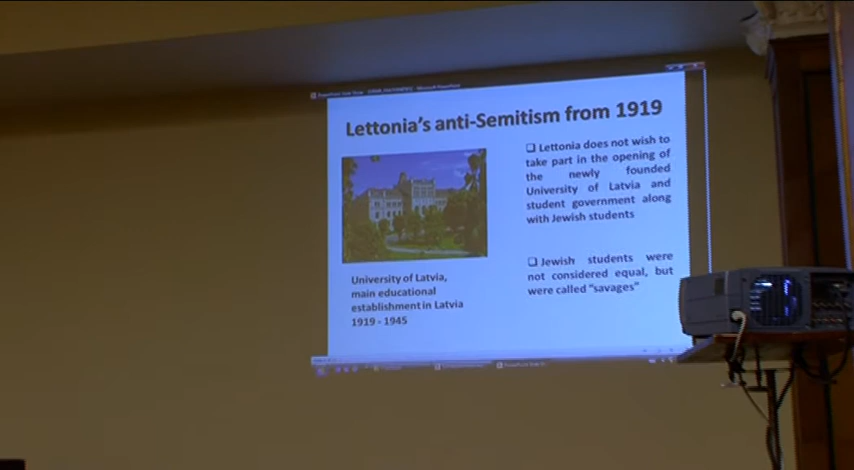 Lettonia's anti-Semitism from 1919
❑ Lettonia does not wish to
take part in the opening of
the newly founded
University of Latvia and
student government along
with Jewish students
❑ Jewish students were
not considered equal, but
were called "savages"
University of Latvia,
main educational
establishment in Latvia
1919 - 1945